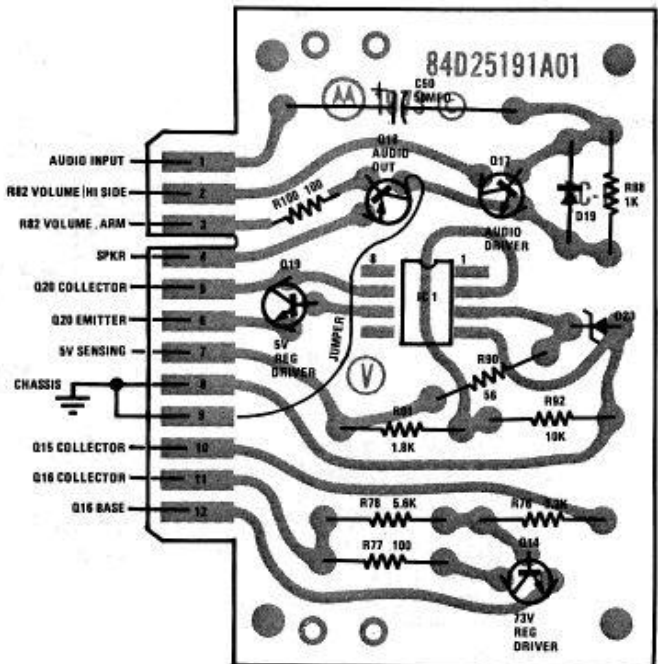 84D25191A01
C50
50MFD
Q18
AUDIO
OUT
Q17
AUDIO INPUT
1
R82 VOLUME/HI SIDE
2
R82 VOLUME, ARM
3
R100 100
R88
1K
D19
AUDIO
DRIVER
SPKR
4
Q19
8
1
Q20 COLLECTOR
5
IC 1
Q20 EMITTER
6
5V
REG
DRIVER
JUMPER
D23
5V SENSING
7
V
R90
56
CHASSIS
8
9
R91
1.8K
R92
10K
Q15 COLLECTOR
10
Q16 COLLECTOR
11
Q16 BASE
12
R78 5.6K
R77 100
Q14
73V
REG
DRIVER